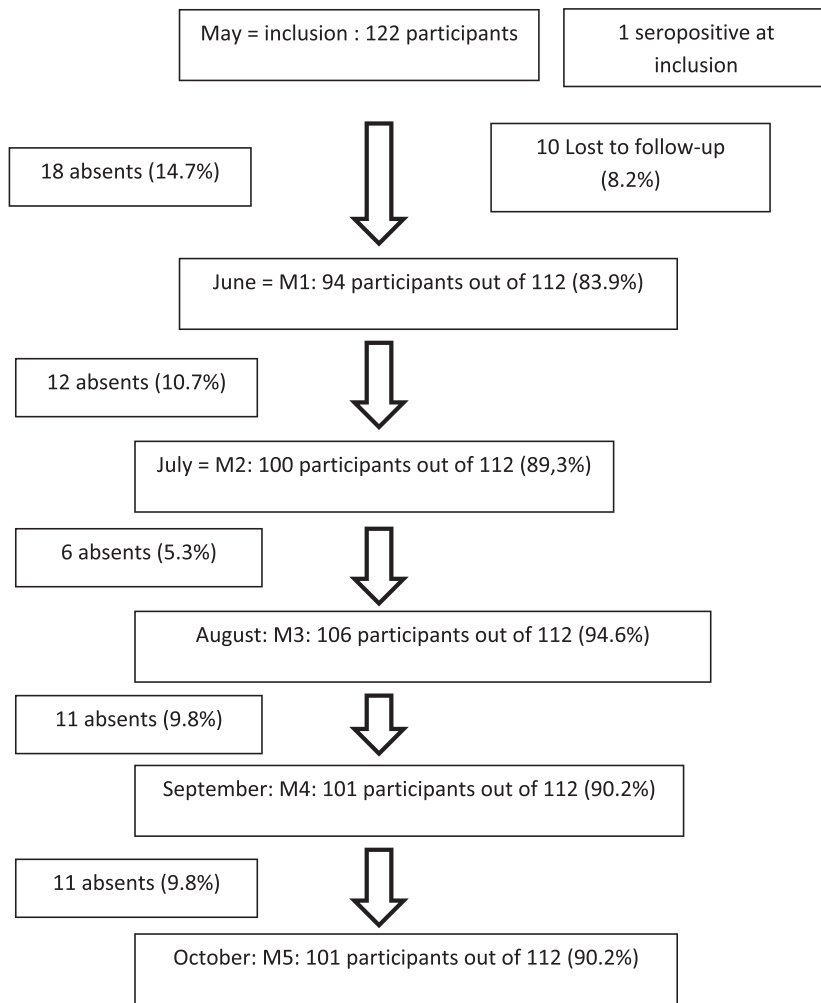 May = inclusion : 122 participants
1 seropositive at
inclusion
18 absents (14.7%)
10 Lost to follow-up
(8.2%)
June = M1: 94 participants out of 112 (83.9%)
12 absents (10.7%)
July = M2: 100 participants out of 112 (89,3%)
6 absents (5.3%)
August: M3: 106 participants out of 112 (94.6%)
11 absents (9.8%)
September: M4: 101 participants out of 112 (90.2%)
11 absents (9.8%)
October: M5: 101 participants out of 112 (90.2%)